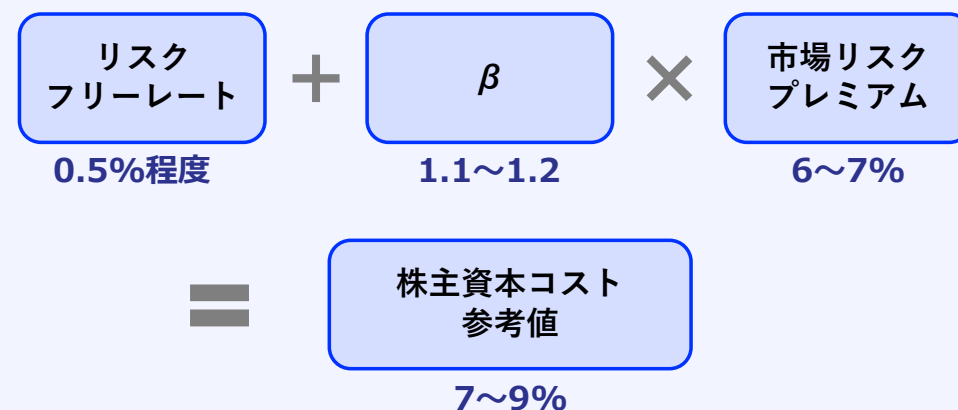 リスク
フリーレート
+
β
×
市場リスク
プレミアム
0.5%程度
1.1～1.2
6～7%
=
株主資本コスト
参考値
7～9%